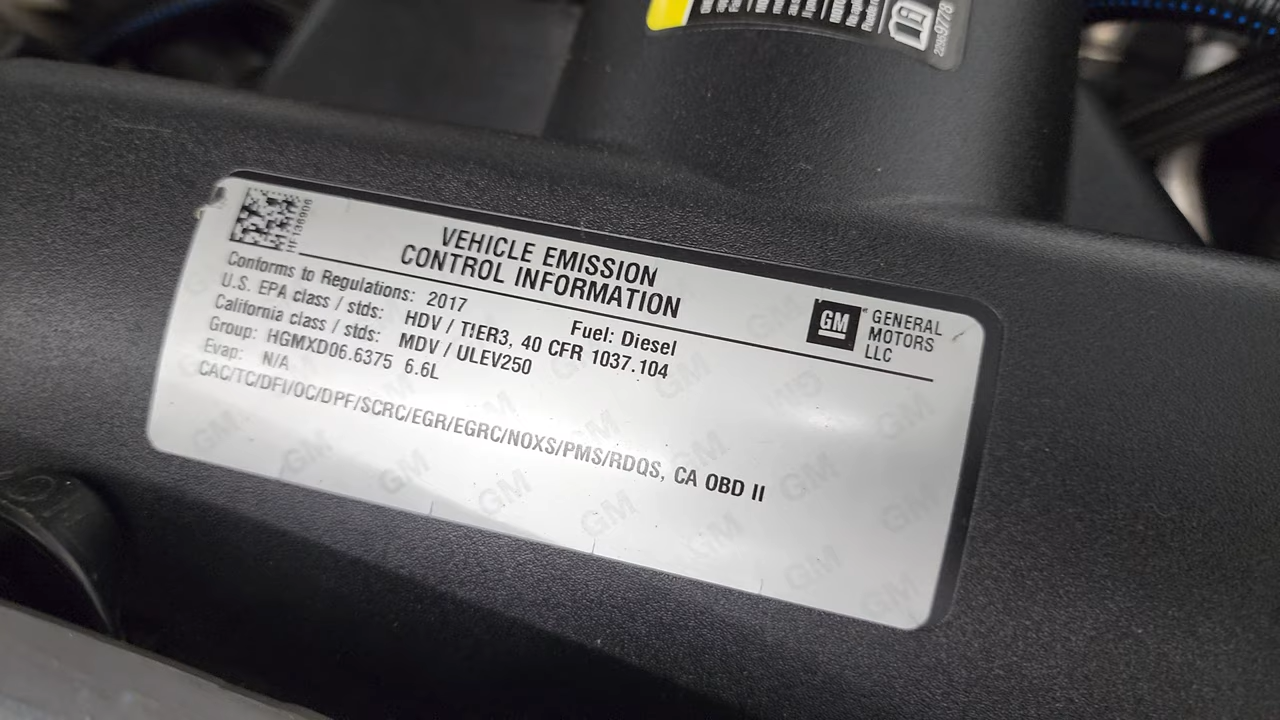 22869778
HF136906
VEHICLE EMISSION
CONTROL INFORMATION
GM
GENERAL
MOTORS
LLC
Conforms to Regulations: 2017 Fuel: Diesel
U.S. EPA class / stds: HDV / TIER3, 40 CFR 1037.104
California class / stds: MDV / ULEV250
Group: HGMXD06.6375 6.6L
Evap: N/A
CAC/TC/DFI/OC/DPF/SCRC/EGR/EGRC/NOXS/PMS/RDQS, CA OBD II